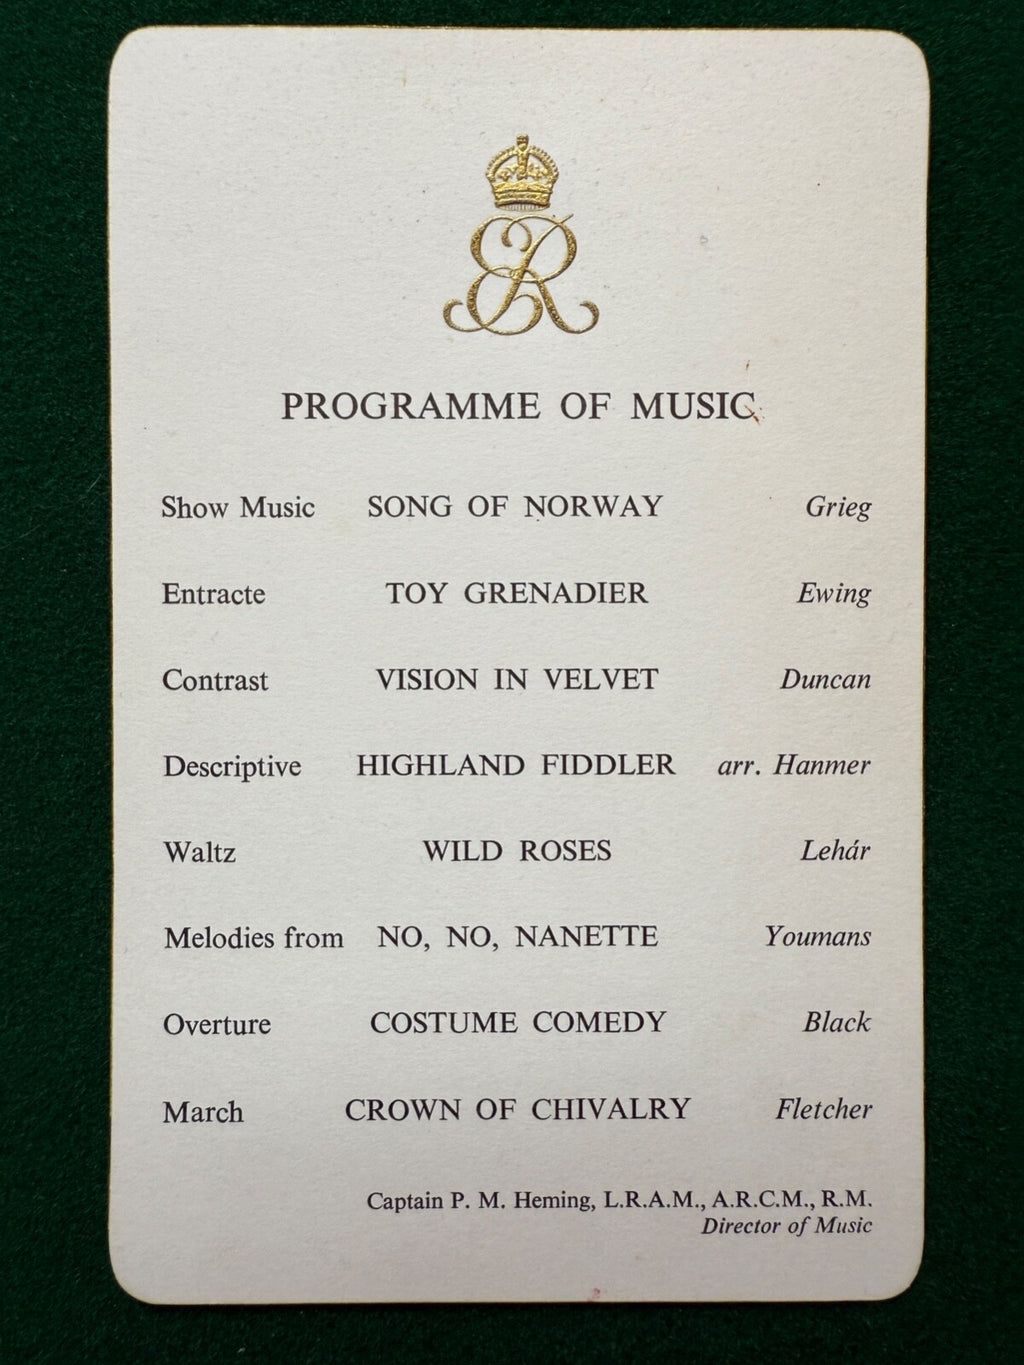 ER
PROGRAMME OF MUSIC
Show Music SONG OF NORWAY Grieg
Entracte TOY GRENADIER Ewing
Contrast VISION IN VELVET Duncan
Descriptive HIGHLAND FIDDLER arr. Hanmer
Waltz WILD ROSES Lehár
Melodies from NO, NO, NANETTE Youmans
Overture COSTUME COMEDY Black
March CROWN OF CHIVALRY Fletcher
Captain P. M. Heming, L.R.A.M., A.R.C.M., R.M.
Director of Music